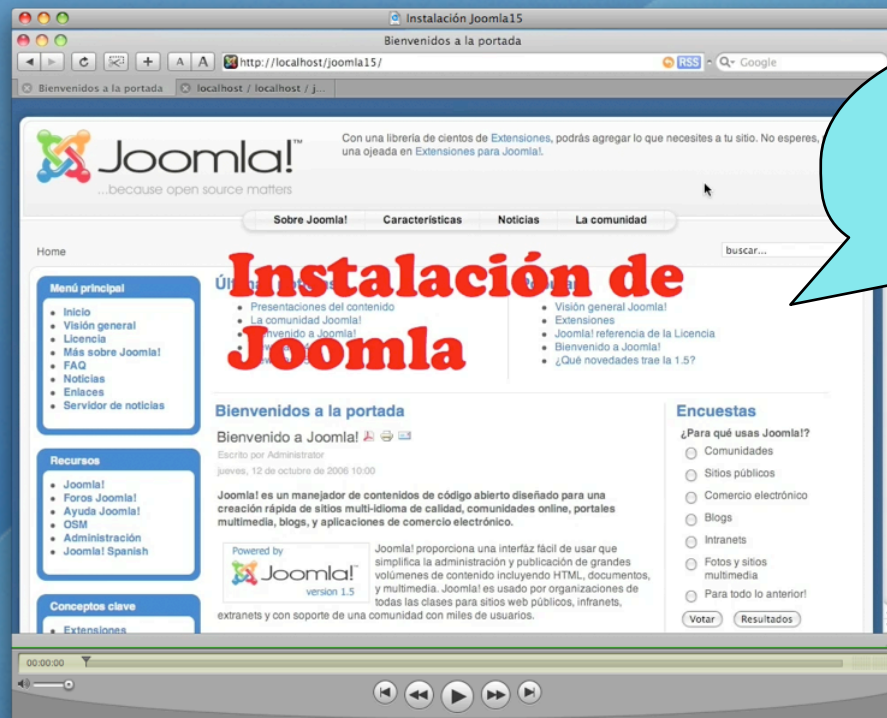 Instalación Joomla15
Bienvenidos a la portada
A A
http://localhost/joomla15/
RSS
Google
Bienvenidos a la portada
localhost / localhost / j...
Joomla!™
...because open source matters
Con una librería de cientos de Extensiones, podrás agregar lo que necesites a tu sitio. No esperes,
una ojeada en Extensiones para Joomla!.
Sobre Joomla! Características Noticias La comunidad
Home
buscar...
Instalación de
Joomla
Menú principal
Inicio
Visión general
Licencia
Más sobre Joomla!
FAQ
Noticias
Enlaces
Servidor de noticias
Presentaciones del contenido
La comunidad Joomla!
a Joomla!
Visión general Joomla!
Extensiones
Joomla! referencia de la Licencia
Bienvenido a Joomla!
¿Qué novedades trae la 1.5?
Recursos
Joomla!
Foros Joomla!
Ayuda Joomla!
OSM
Administración
Joomla! Spanish
Conceptos clave
Extensiones
Bienvenidos a la portada
Bienvenido a Joomla!
Escrito por Administrator
jueves, 12 de octubre de 2006 10:00
Joomla! es un manejador de contenidos de código abierto diseñado para una
creación rápida de sitios multi-idioma de calidad, comunidades online, portales
multimedia, blogs, y aplicaciones de comercio electrónico.
Powered by
Joomla!
version 1.5
Joomla! proporciona una interfáz fácil de usar que
simplifica la administración y publicación de grandes
volúmenes de contenido incluyendo HTML, documentos,
y multimedia. Joomla! es usado por organizaciones de
todas las clases para sitios web públicos, infranets,
extranets y con soporte de una comunidad con miles de usuarios.
Encuestas
¿Para qué usas Joomla!?
Comunidades
Sitios públicos
Comercio electrónico
Blogs
Intranets
Fotos y sitios
multimedia
Para todo lo anterior!
Votar Resultados
00:00:00